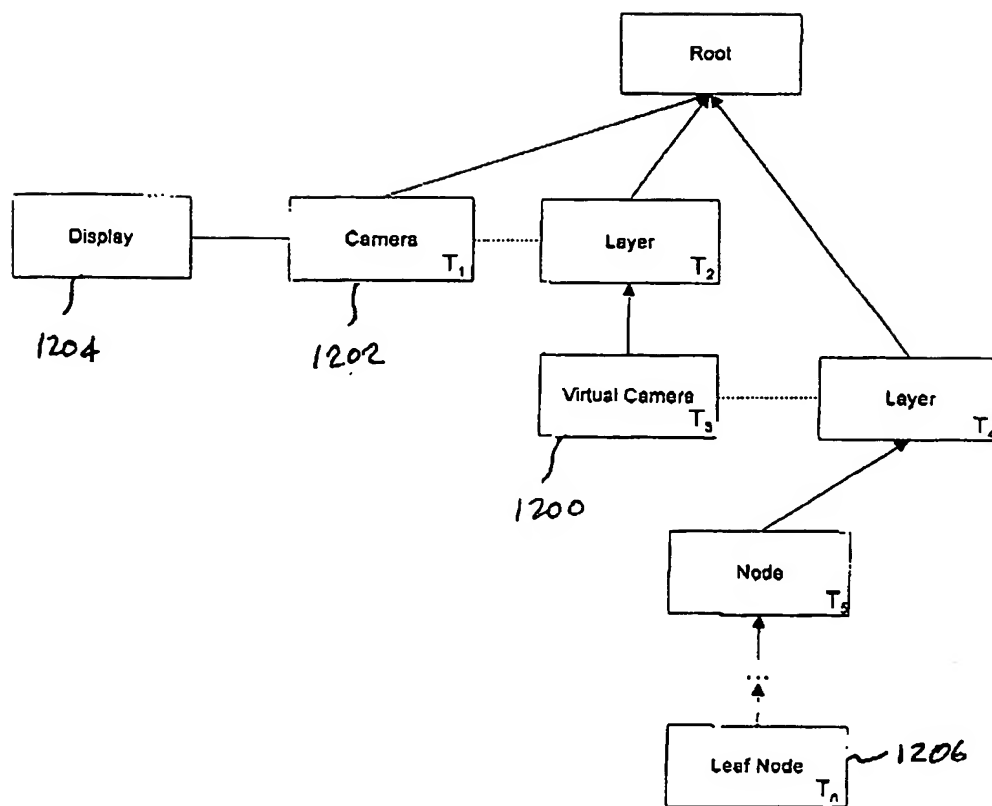 Root
Display
Camera
T₁
Layer
T₂
1204
1202
Virtual Camera
T₃
Layer
T₄
1200
Node
T₅
...
Leaf Node
Tₙ
1206